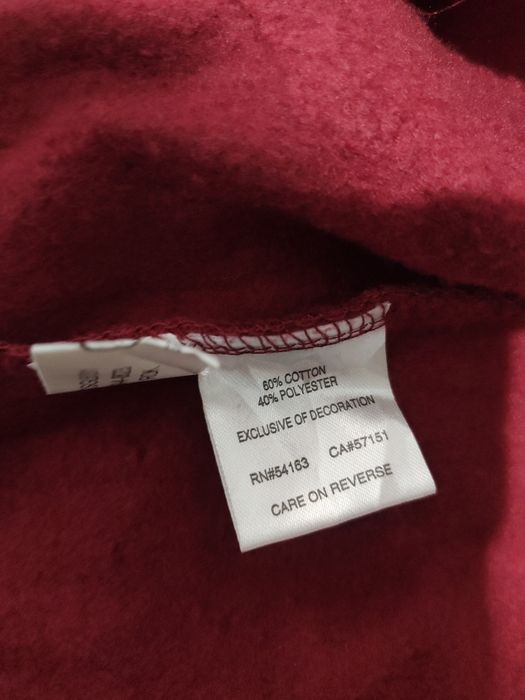 60% COTTON
40% POLYESTER
EXCLUSIVE OF DECORATION
RN#54163 CA#57151
CARE ON REVERSE